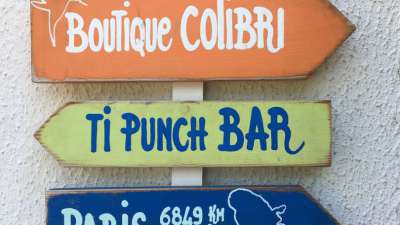 BOUTIQUE COLIBRI
Ti PUNCH BAR
PARIS 6849 KM